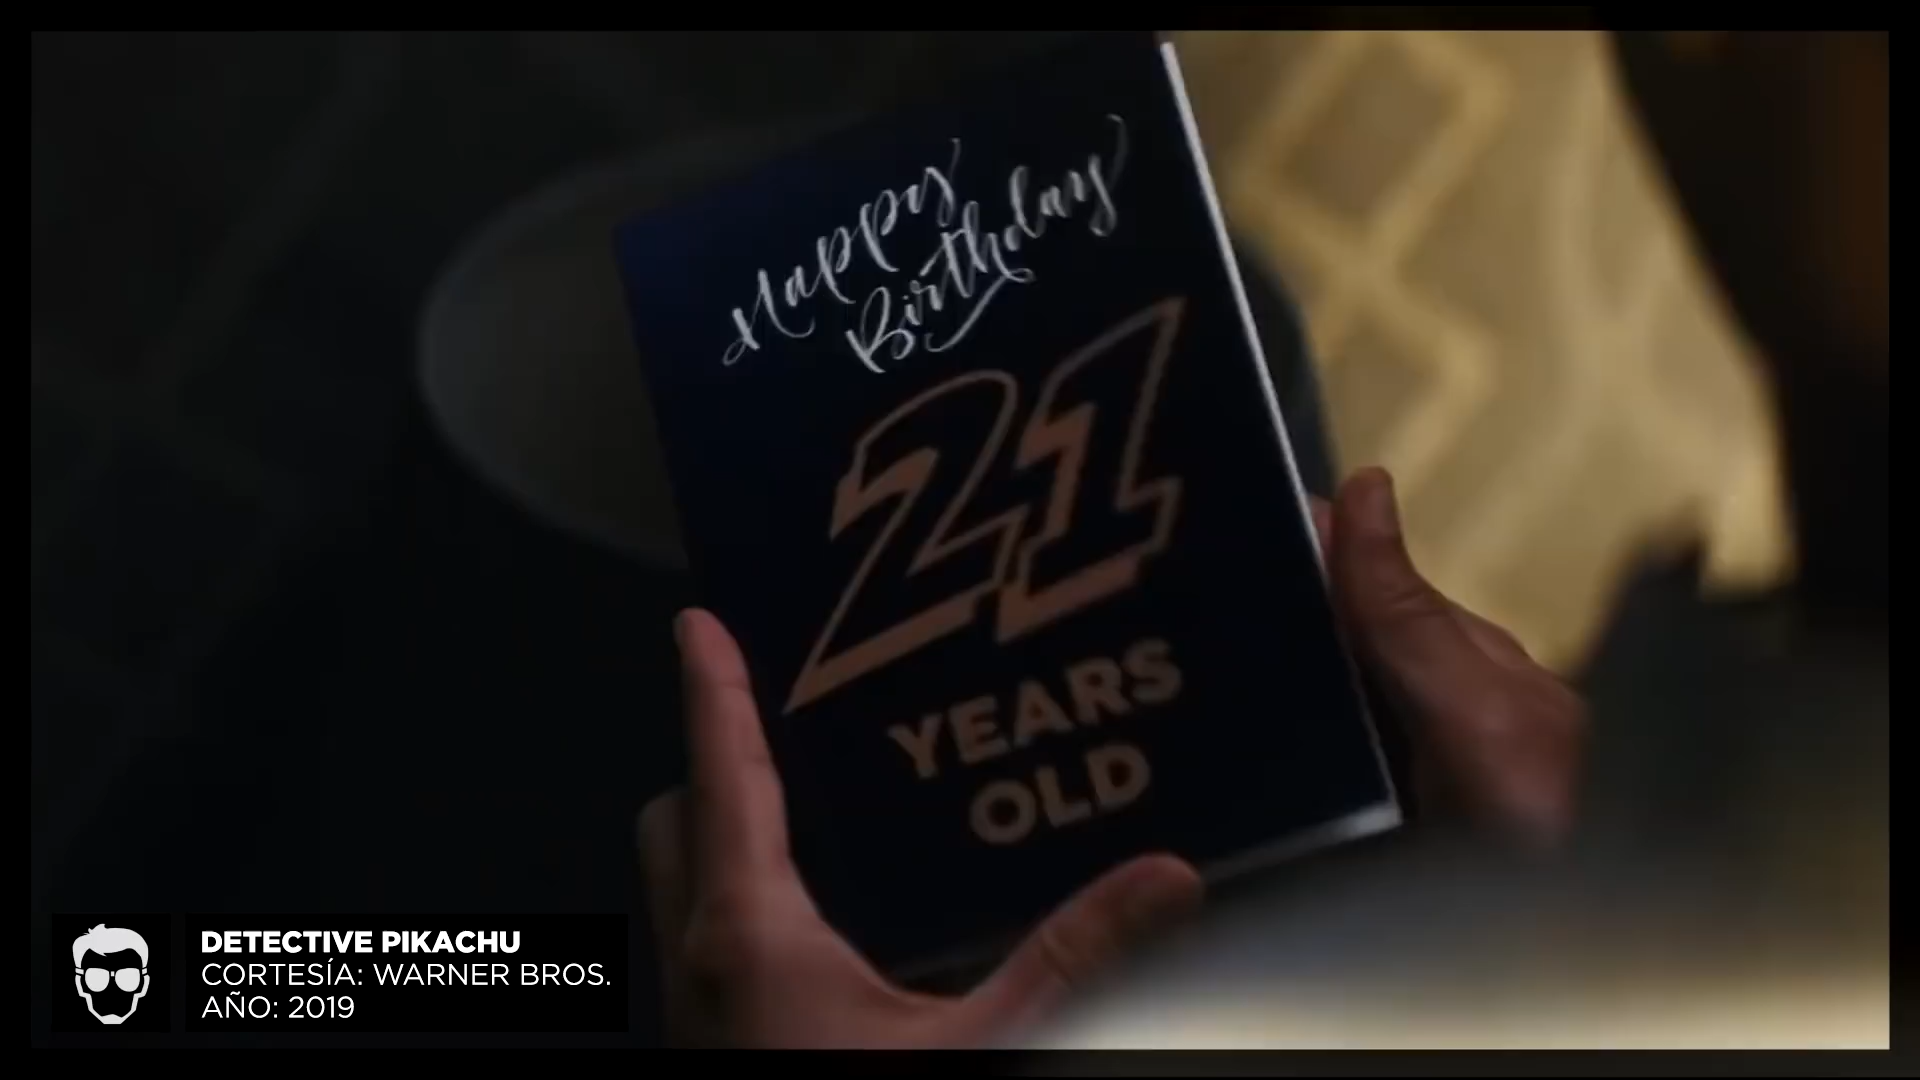 Happy
Birthday
21
YEARS
OLD
DETECTIVE PIKACHU
CORTESÍA: WARNER BROS.
AÑO: 2019